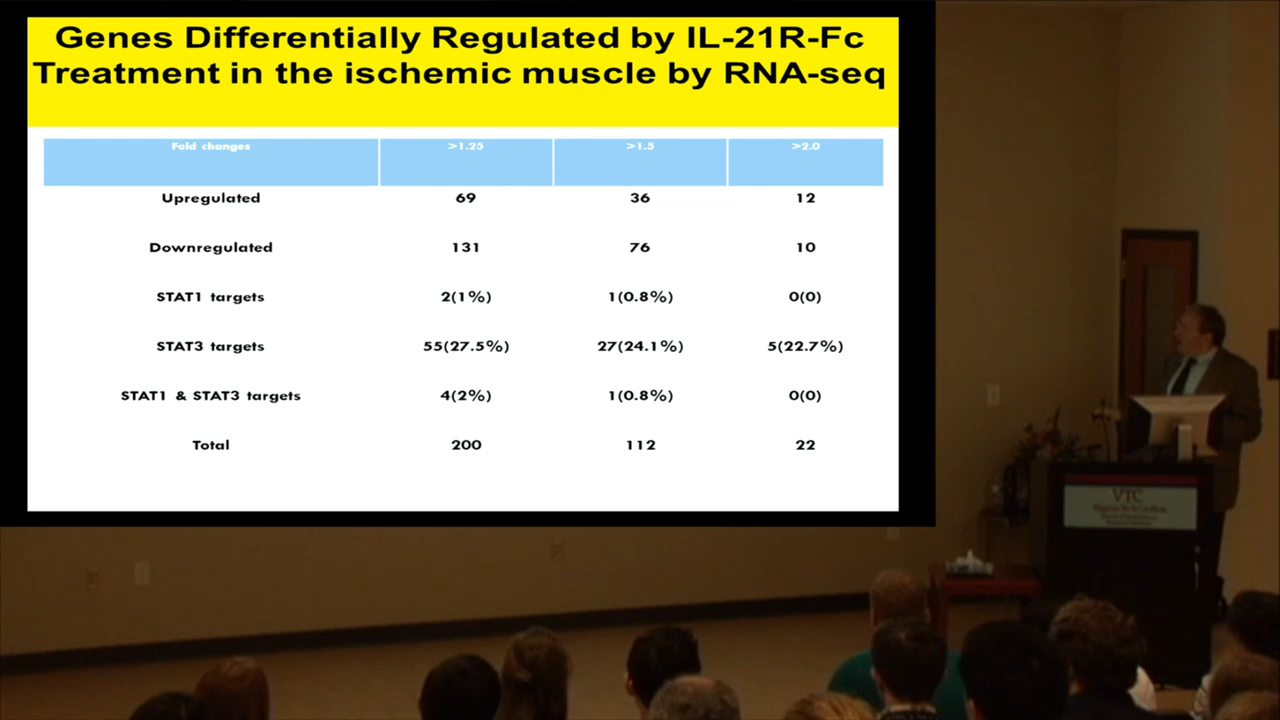 Genes Differentially Regulated by IL-21R-Fc
Treatment in the ischemic muscle by RNA-seq
Fold changes >1.25 >1.5 >2.0
Upregulated 69 36 12
Downregulated 131 76 10
STAT1 targets 2(1%) 1(0.8%) 0(0)
STAT3 targets 55(27.5%) 27(24.1%) 5(22.7%)
STAT1 & STAT3 targets 4(2%) 1(0.8%) 0(0)
Total 200 112 22
VTC